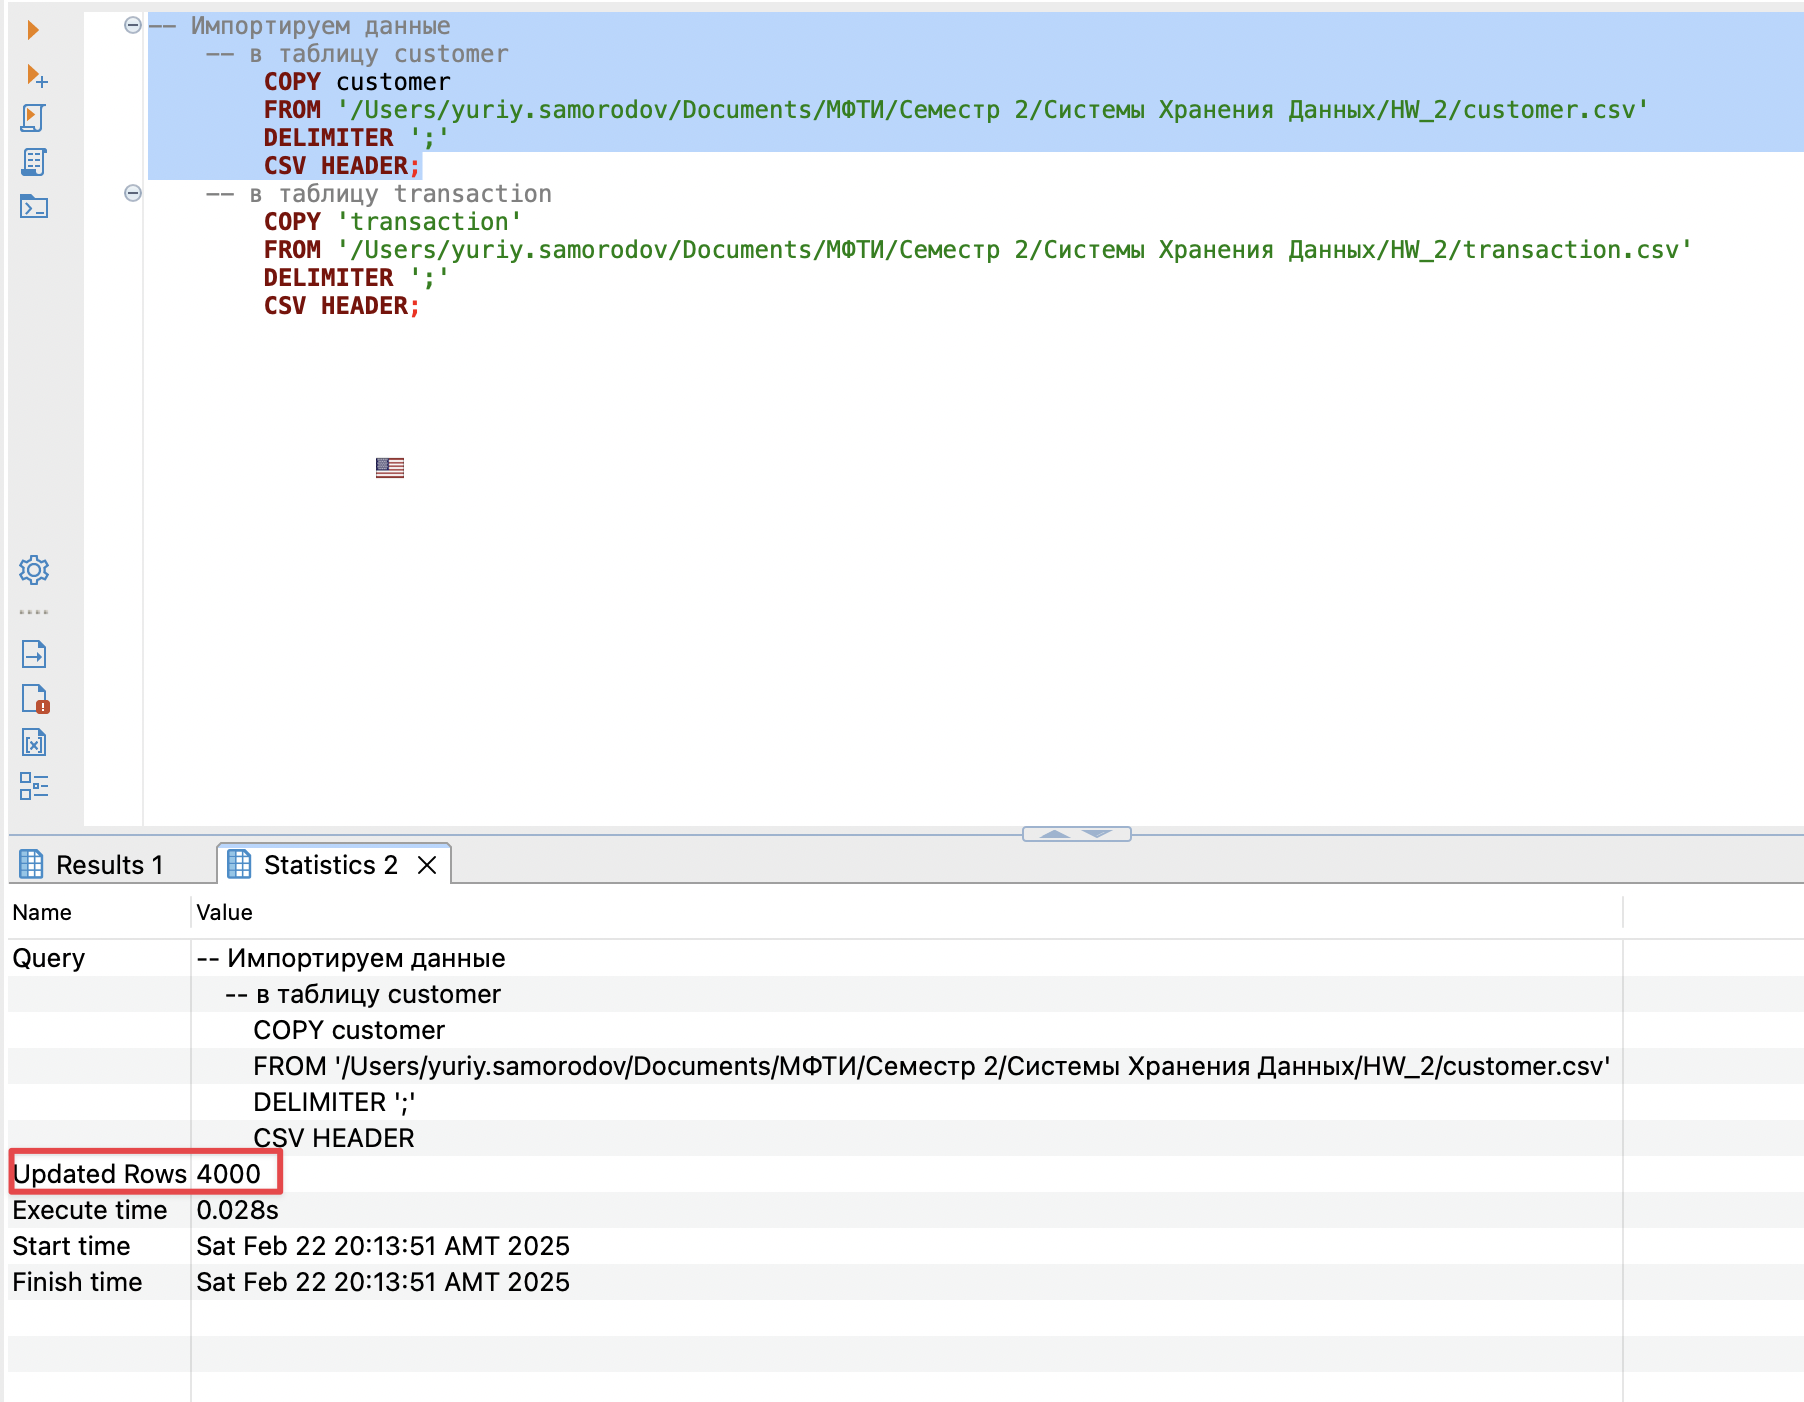 -- Импортируем данные
-- в таблицу customer
COPY customer
FROM '/Users/yuriy.samorodov/Documents/МФТИ/Семестр 2/Системы Хранения Данных/HW_2/customer.csv'
DELIMITER ';'
CSV HEADER;
-- в таблицу transaction
COPY 'transaction'
FROM '/Users/yuriy.samorodov/Documents/МФТИ/Семестр 2/Системы Хранения Данных/HW_2/transaction.csv'
DELIMITER ';'
CSV HEADER;
Results 1 Statistics 2
Name Value
Query -- Импортируем данные
-- в таблицу customer
COPY customer
FROM '/Users/yuriy.samorodov/Documents/МФТИ/Семестр 2/Системы Хранения Данных/HW_2/customer.csv'
DELIMITER ';'
CSV HEADER
Updated Rows 4000
Execute time 0.028s
Start time Sat Feb 22 20:13:51 AMT 2025
Finish time Sat Feb 22 20:13:51 AMT 2025